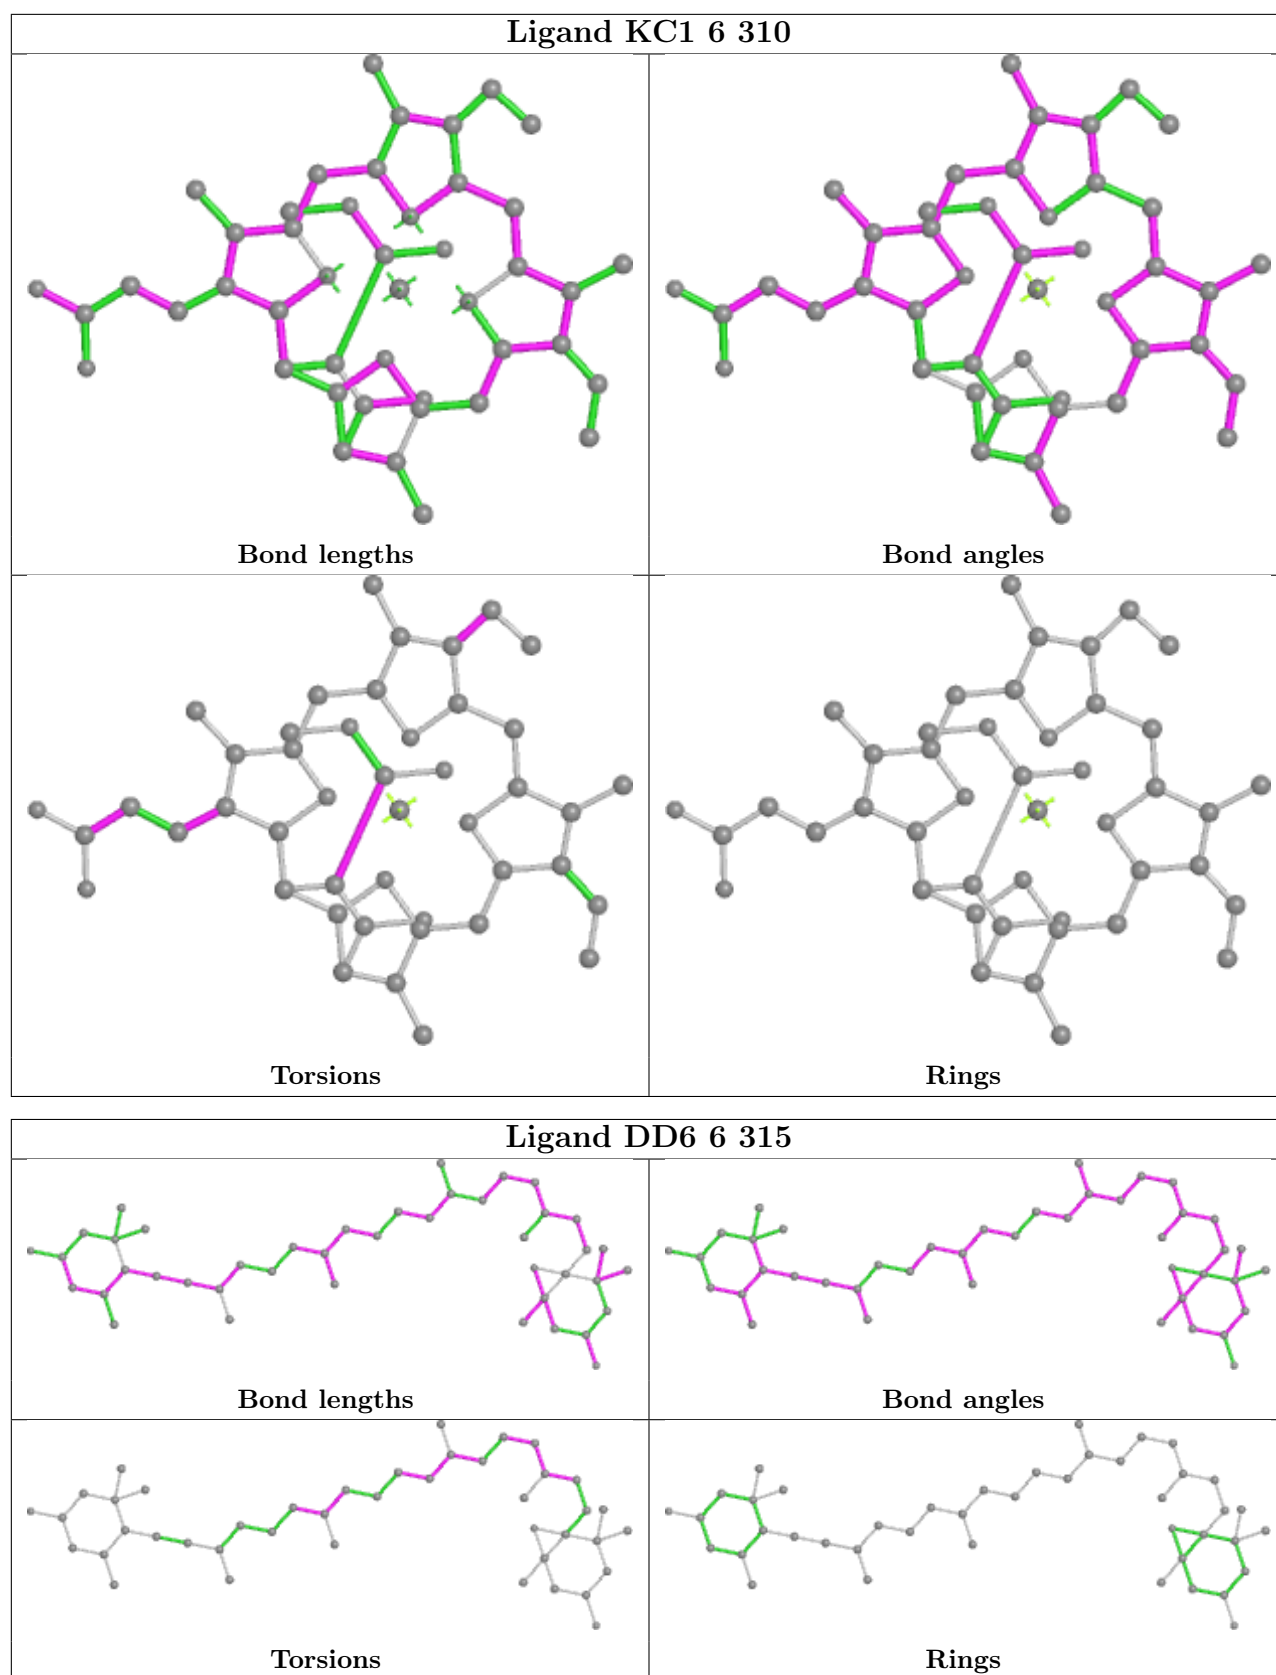 Ligand KC1 6 310
Bond lengths
Bond angles
Torsions
Rings
Ligand DD6 6 315
Bond lengths
Bond angles
Torsions
Rings